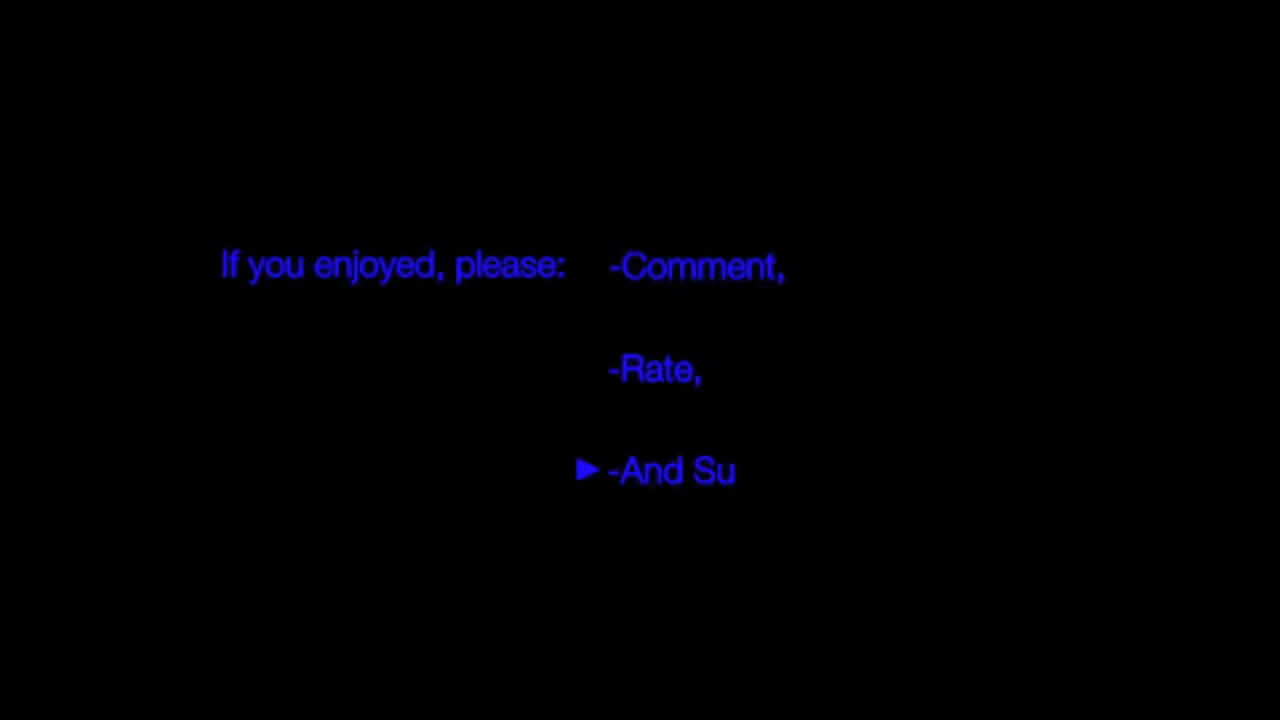 If you enjoyed, please: -Comment,
-Rate,
►-And Su